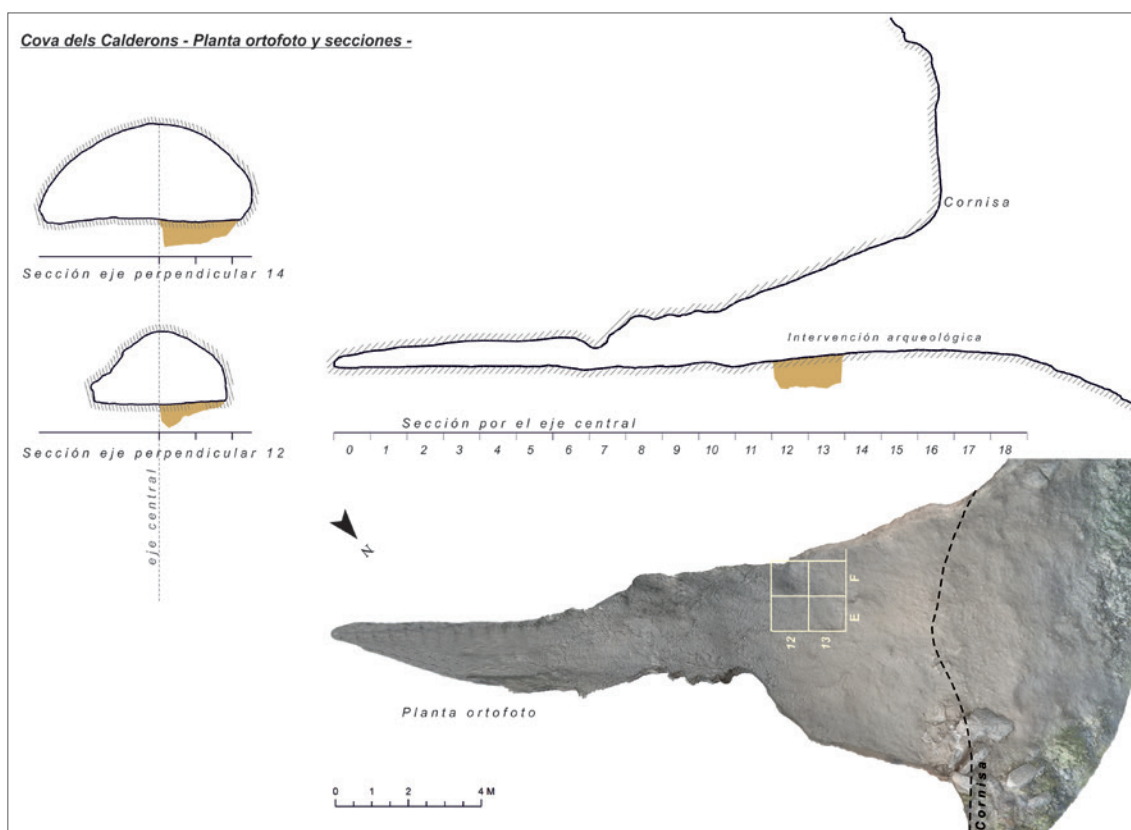 Cova dels Calderons - Planta ortofoto y secciones -
Cornisa
Sección eje perpendicular 14
Intervención arqueológica
Sección por el eje central
0 1 2 3 4 5 6 7 8 9 10 11 12 13 14 15 16 17 18
Sección eje perpendicular 12
eje central
N
F
E
12
13
Planta ortofoto
Cornisa
0 1 2 4 M